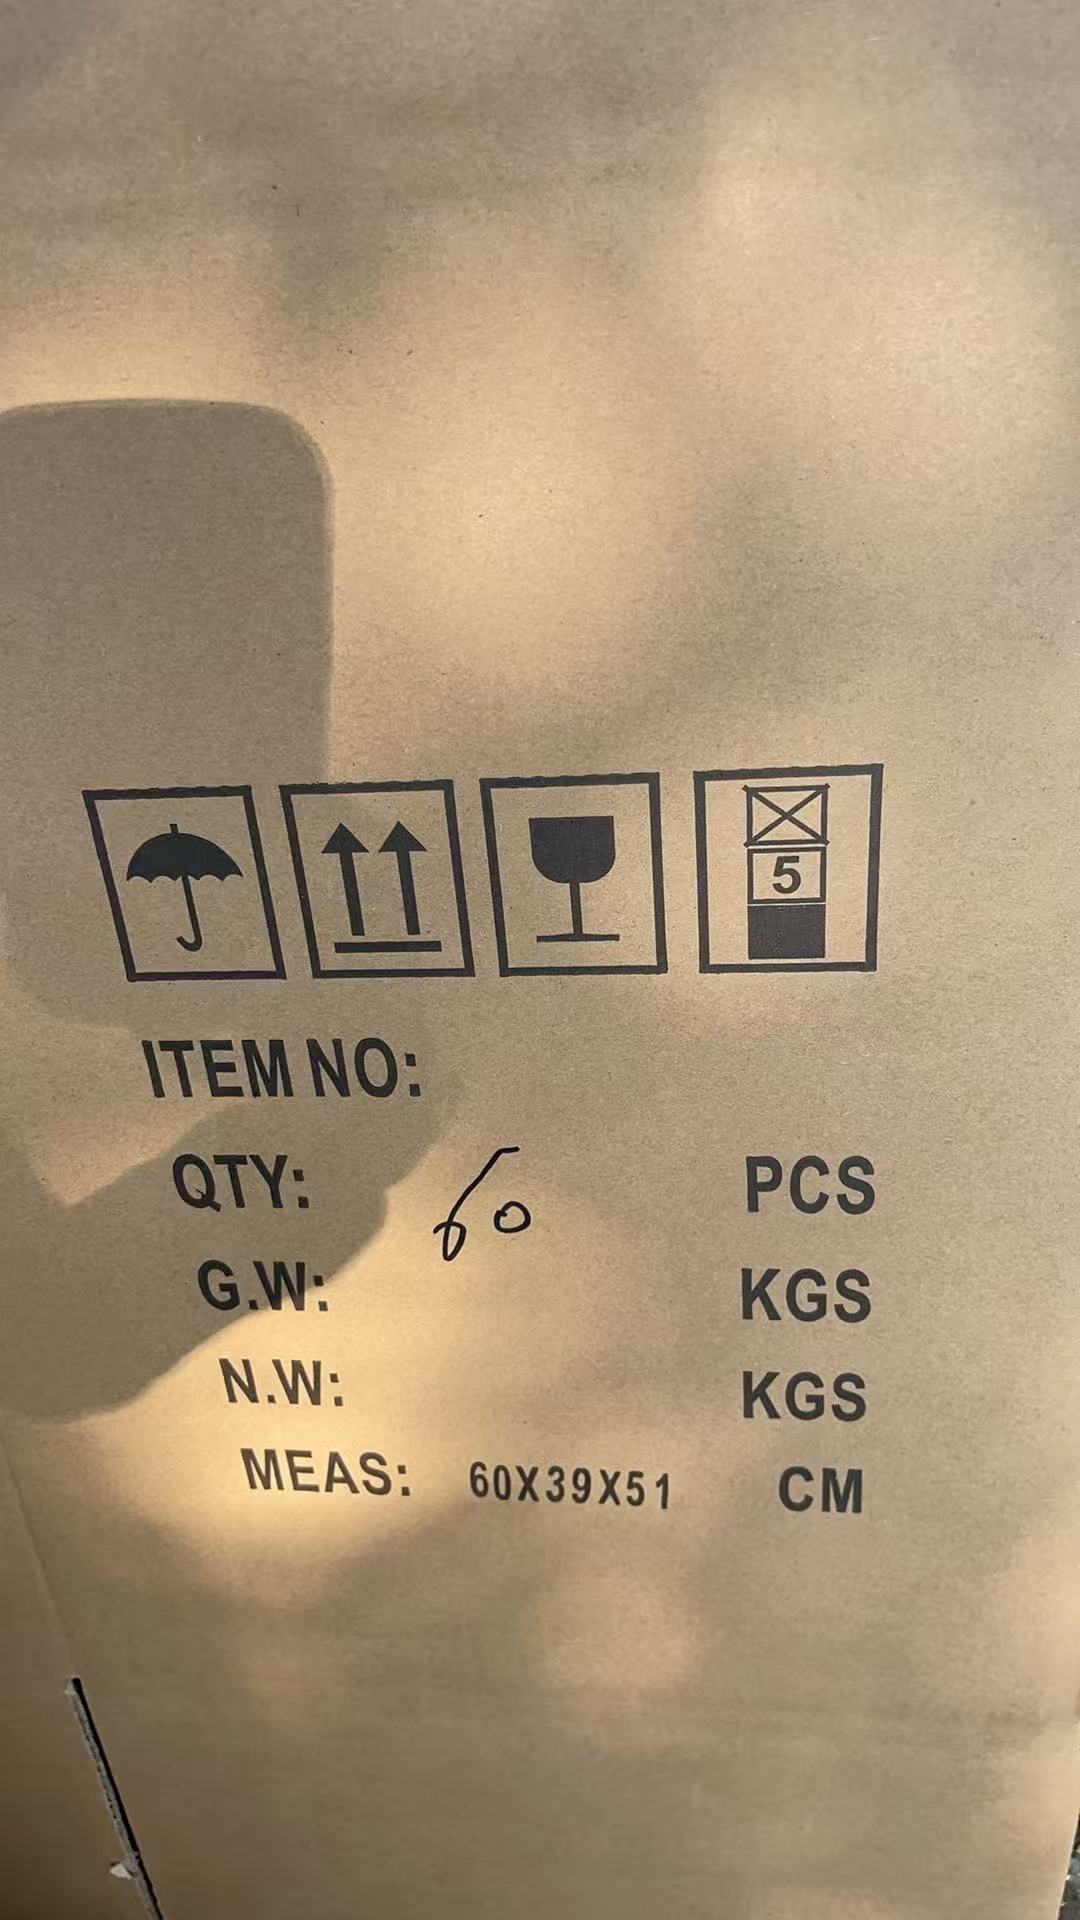 5
ITEM NO:
QTY: 60 PCS
G.W: KGS
N.W: KGS
MEAS: 60X39X51 CM